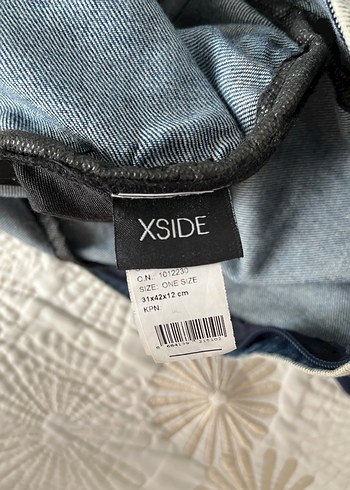 XSIDE
C.N. 1012230
SIZE: ONE SIZE
31x42x12 cm
KPN